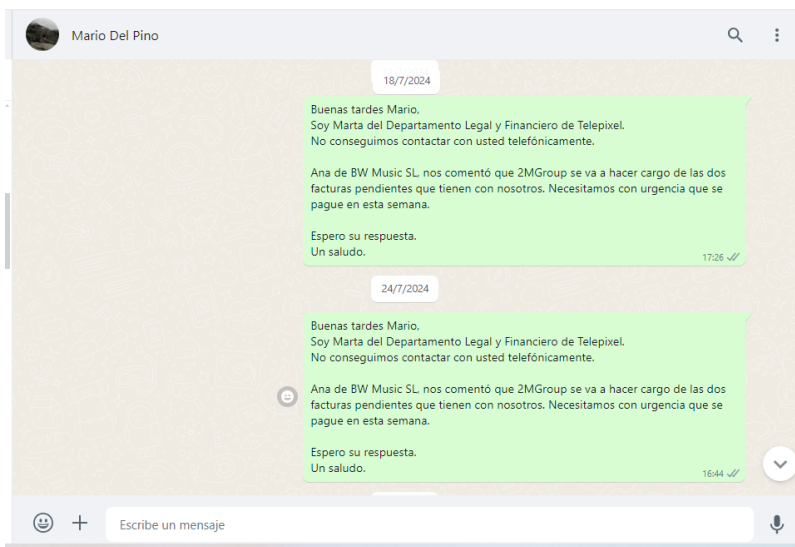 Mario Del Pino
18/7/2024
Buenas tardes Mario,
Soy Marta del Departamento Legal y Financiero de Telepixel.
No conseguimos contactar con usted telefónicamente.
Ana de BW Music SL, nos comentó que 2MGroup se va a hacer cargo de las dos
facturas pendientes que tienen con nosotros. Necesitamos con urgencia que se
pague en esta semana.
Espero su respuesta.
Un saludo.
17:26
24/7/2024
Buenas tardes Mario,
Soy Marta del Departamento Legal y Financiero de Telepixel.
No conseguimos contactar con usted telefónicamente.
Ana de BW Music SL, nos comentó que 2MGroup se va a hacer cargo de las dos
facturas pendientes que tienen con nosotros. Necesitamos con urgencia que se
pague en esta semana.
Espero su respuesta.
Un saludo.
16:44
Escribe un mensaje